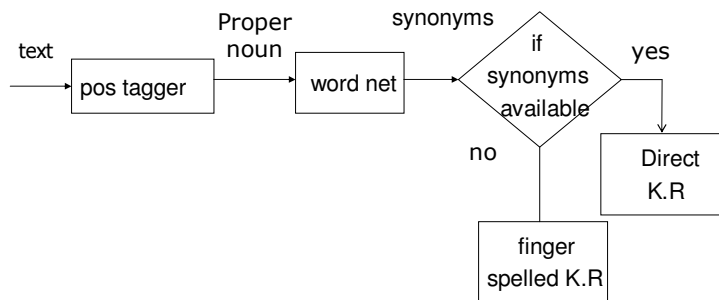 text
pos tagger
Proper
noun
word net
synonyms
if
synonyms
available
yes
Direct
K.R
no
finger
spelled K.R